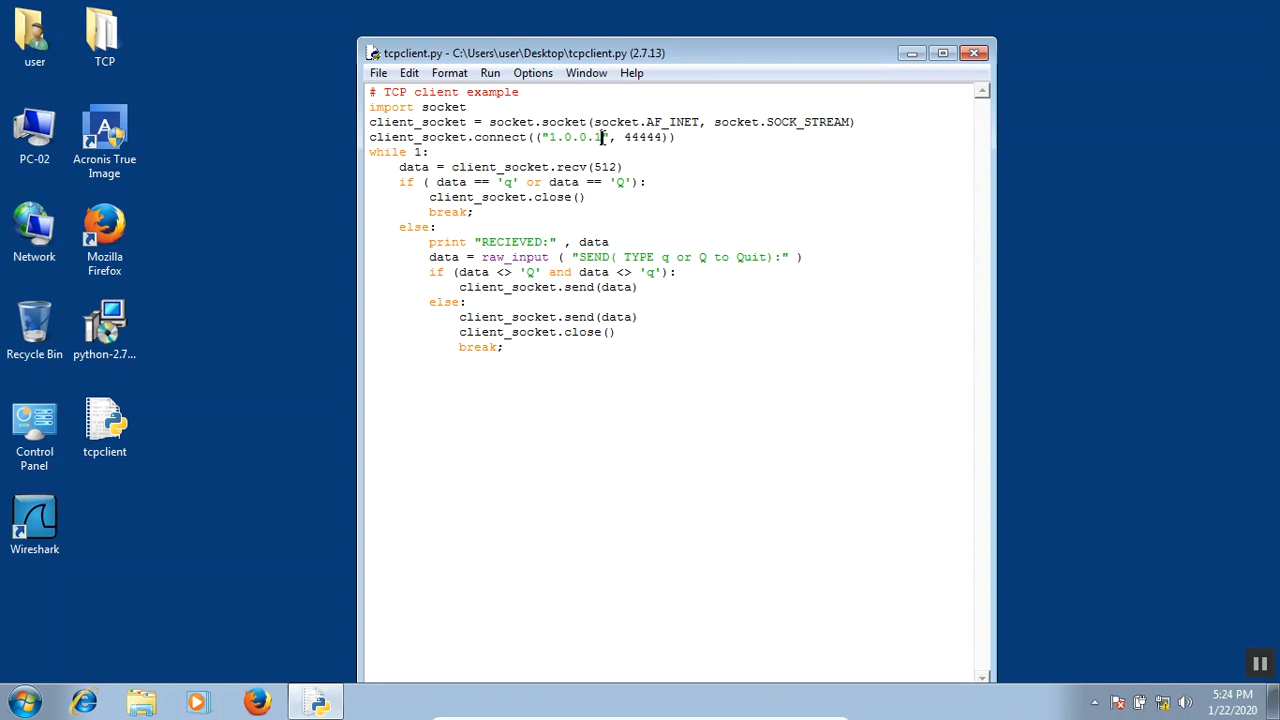 user
TCP
PC-02
Acronis True
Image
Network
Mozilla
Firefox
Recycle Bin
python-2.7...
Control
Panel
tcpclient
Wireshark
tcpclient.py - C:\Users\user\Desktop\tcpclient.py (2.7.13)
File Edit Format Run Options Window Help
# TCP client example
import socket
client_socket = socket.socket(socket.AF_INET, socket.SOCK_STREAM)
client_socket.connect(("1.0.0.1", 44444))
while 1:
    data = client_socket.recv(512)
    if ( data == 'q' or data == 'Q'):
        client_socket.close()
        break;
    else:
        print "RECIEVED:" , data
        data = raw_input ( "SEND( TYPE q or Q to Quit):" )
        if (data <> 'Q' and data <> 'q'):
            client_socket.send(data)
        else:
            client_socket.send(data)
            client_socket.close()
            break;
5:24 PM
1/22/2020